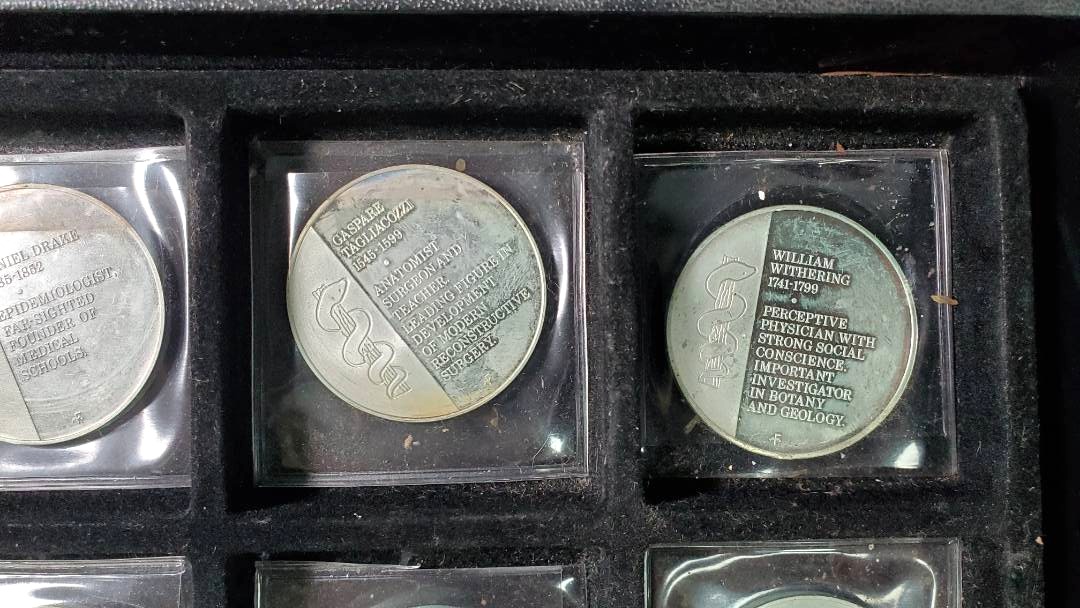 NIEL DRAKE
85-1852
EPIDEMIOLOGIST,
FAR-SIGHTED
FOUNDER OF
MEDICAL
SCHOOLS.
GASPARE
TAGLIACOZZI
1545-1599
ANATOMIST
SURGEON AND
TEACHER.
LEADING FIGURE IN
DEVELOPMENT
OF MODERN
RECONSTRUCTIVE
SURGERY.
WILLIAM
WITHERING
1741-1799
PERCEPTIVE
PHYSICIAN WITH
STRONG SOCIAL
CONSCIENCE.
IMPORTANT
INVESTIGATOR
IN BOTANY
AND GEOLOGY.